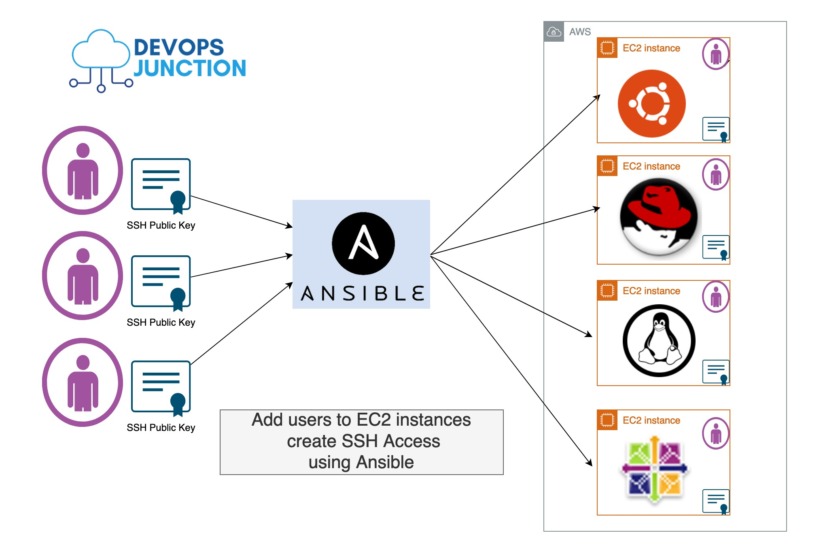 DEVOPS
JUNCTION
AWS
EC2 instance
EC2 instance
SSH Public Key
ANSIBLE
EC2 instance
SSH Public Key
SSH Public Key
EC2 instance
Add users to EC2 instances
create SSH Access
using Ansible